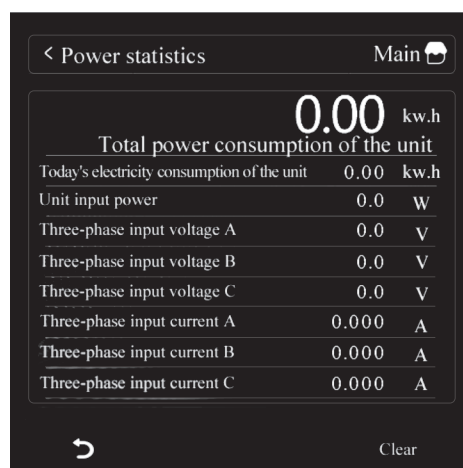 < Power statistics Main
0.00 kw.h
Total power consumption of the unit
Today's electricity consumption of the unit 0.00 kw.h
Unit input power 0.0 W
Three-phase input voltage A 0.0 V
Three-phase input voltage B 0.0 V
Three-phase input voltage C 0.0 V
Three-phase input current A 0.000 A
Three-phase input current B 0.000 A
Three-phase input current C 0.000 A
Clear